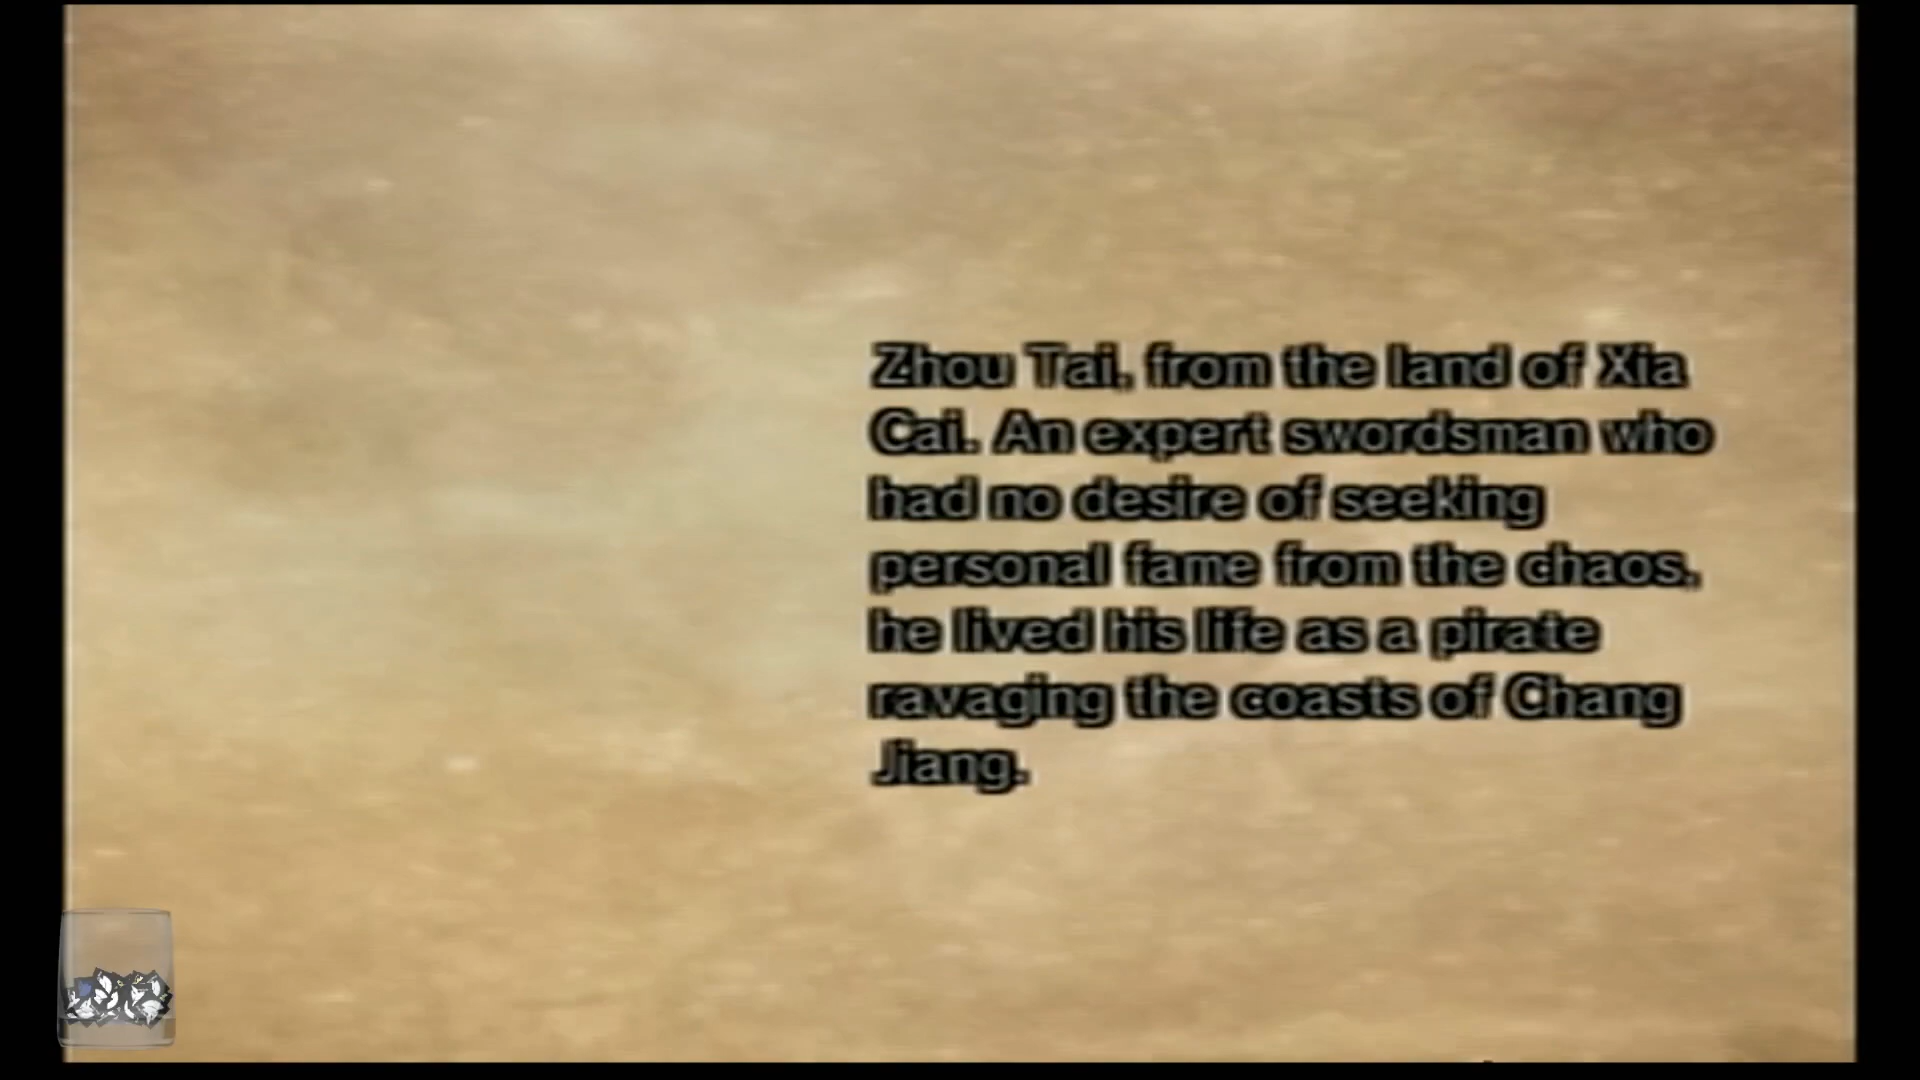 Zhou Tai, from the land of Xia
Cai. An expert swordsman who
had no desire of seeking
personal fame from the chaos,
he lived his life as a pirate
ravaging the coasts of Chang
Jiang.